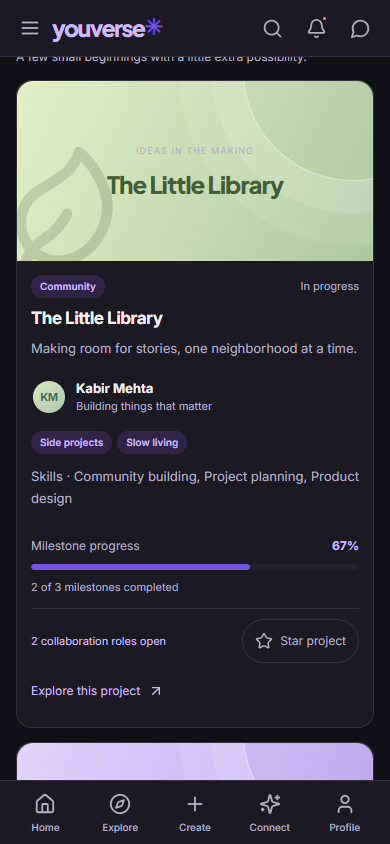 youverse
A few small beginnings with a little extra possibility.
IDEAS IN THE MAKING
The Little Library
Community
In progress
The Little Library
Making room for stories, one neighborhood at a time.
KM
Kabir Mehta
Building things that matter
Side projects
Slow living
Skills · Community building, Project planning, Product
design
Milestone progress
67%
2 of 3 milestones completed
2 collaboration roles open
Star project
Explore this project
Home
Explore
Create
Connect
Profile